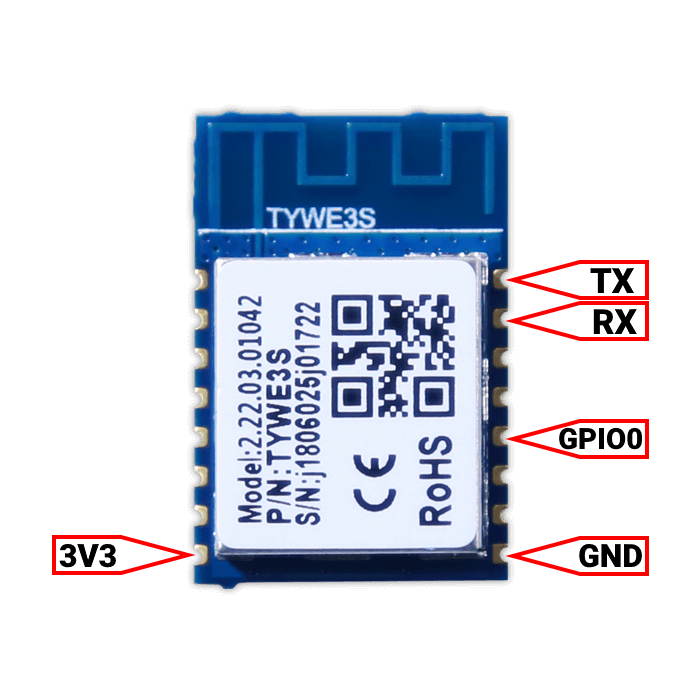 TYWE3S
Model:2.22.03.01042
P/N:TYWE3S
S/N:j1806025j01722
CE
RoHS
TX
RX
GPIO0
3V3
GND